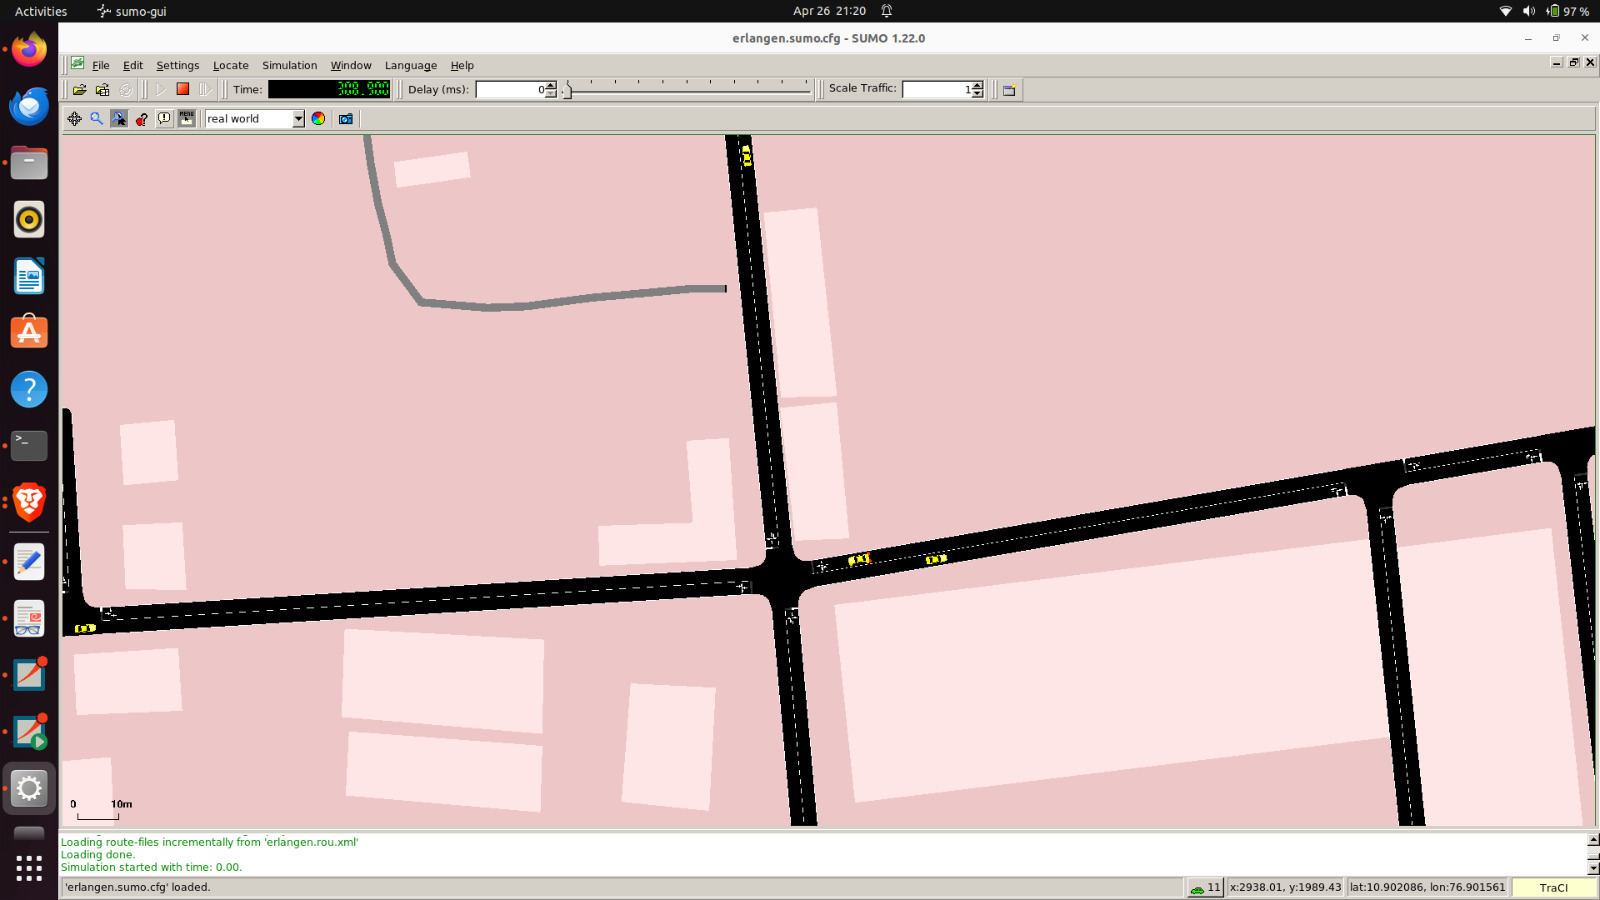 Activities
sumo-gui
Apr 26 21:20
97 %
erlangen.sumo.cfg - SUMO 1.22.0
File Edit Settings Locate Simulation Window Language Help
Time: 308.900 Delay (ms): 0 Scale Traffic: 1
MENU
real world
0 10m
Loading route-files incrementally from 'erlangen.rou.xml'
Loading done.
Simulation started with time: 0.00.
'erlangen.sumo.cfg' loaded.
11 x:2938.01, y:1989.43 lat:10.902086, lon:76.901561 TraCI